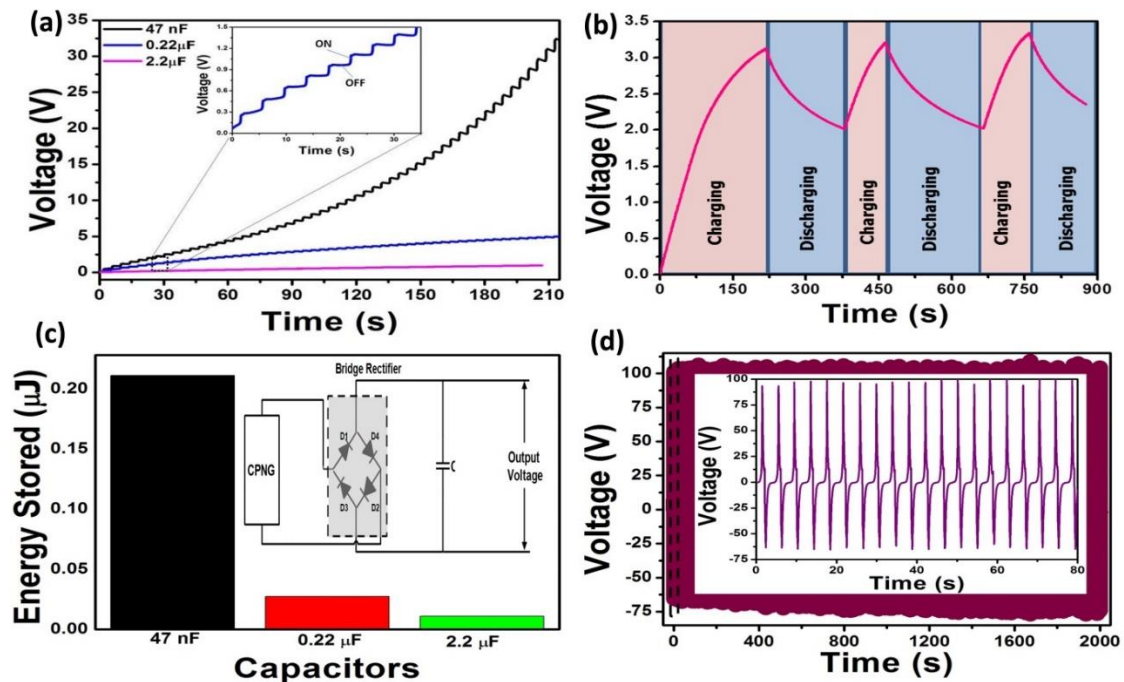 (a)
47 nF
0.22μF
2.2μF
Voltage (V)
35
30
25
20
15
10
5
0
0 30 60 90 120 150 180 210
Time (s)
Voltage (V)
1.5
1.2
0.9
0.6
0.3
0.0
0 10 20 30
Time (s)
ON
OFF
(b)
Voltage (V)
3.5
3.0
2.5
2.0
1.5
1.0
0.5
0.0
Charging
Discharging
Charging
Discharging
Charging
Discharging
0 150 300 450 600 750 900
Time (s)
(c)
Energy Stored (μJ)
0.20
0.15
0.10
0.05
0.00
Bridge Rectifier
CPNG
D1 D4
D3 D2
C
Output
Voltage
47 nF 0.22 μF 2.2 μF
Capacitors
(d)
Voltage (V)
100
75
50
25
0
-25
-50
-75
Voltage (V)
100
75
50
25
0
-25
-50
-75
0 20 40 60 80
Time (s)
0 400 800 1200 1600 2000
Time (s)